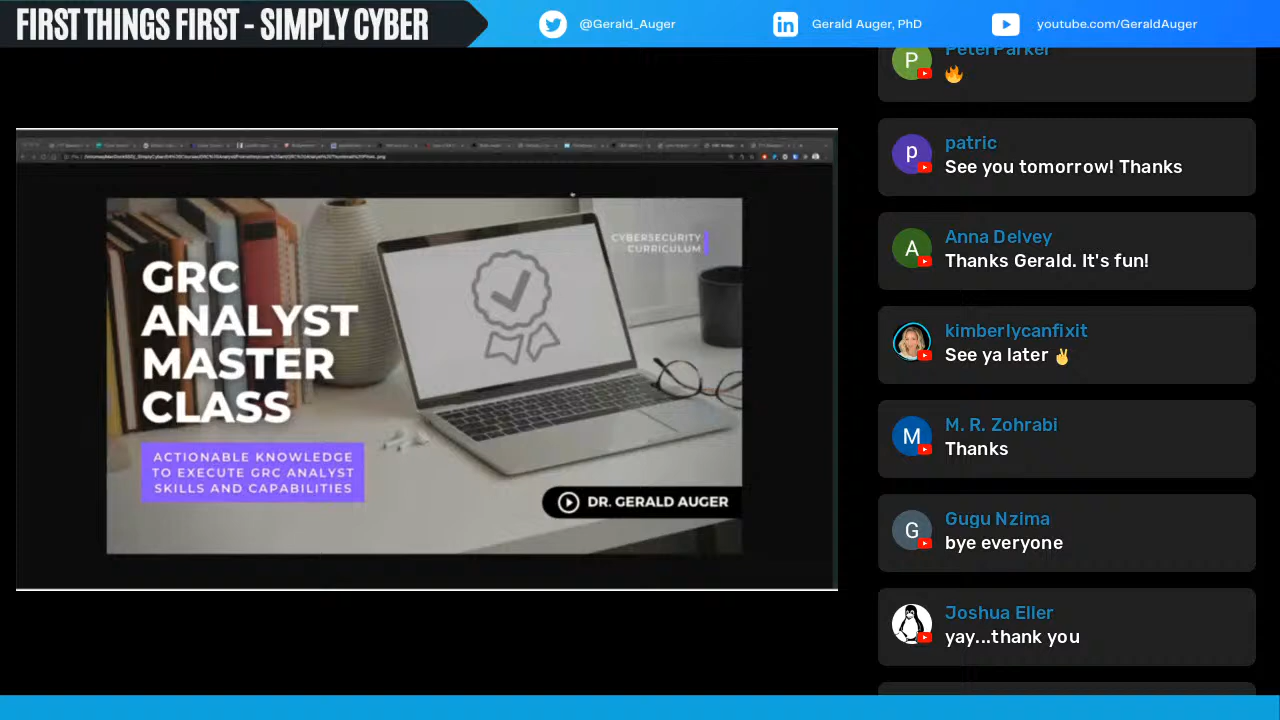 FIRST THINGS FIRST - SIMPLY CYBER
@Gerald_Auger
Gerald Auger, PhD
youtube.com/GeraldAuger
CYBERSECURITY
CURRICULUM
GRC
ANALYST
MASTER
CLASS
ACTIONABLE KNOWLEDGE
TO EXECUTE GRC ANALYST
SKILLS AND CAPABILITIES
DR. GERALD AUGER
P
PeterParker
p
patric
See you tomorrow! Thanks
A
Anna Delvey
Thanks Gerald. It's fun!
kimberlycanfixit
See ya later ✌
M
M. R. Zohrabi
Thanks
G
Gugu Nzima
bye everyone
Joshua Eller
yay...thank you